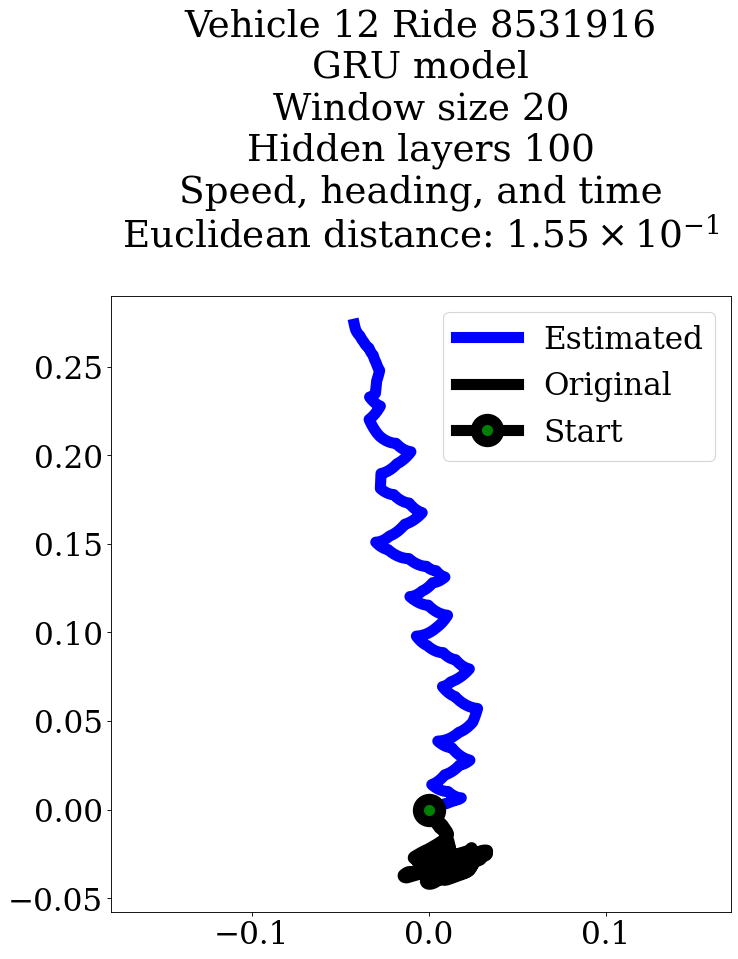 Vehicle 12 Ride 8531916
GRU model
Window size 20
Hidden layers 100
Speed, heading, and time
Euclidean distance: 1.55 × 10⁻¹
Estimated
Original
Start
0.25
0.20
0.15
0.10
0.05
0.00
−0.05
−0.1 0.0 0.1